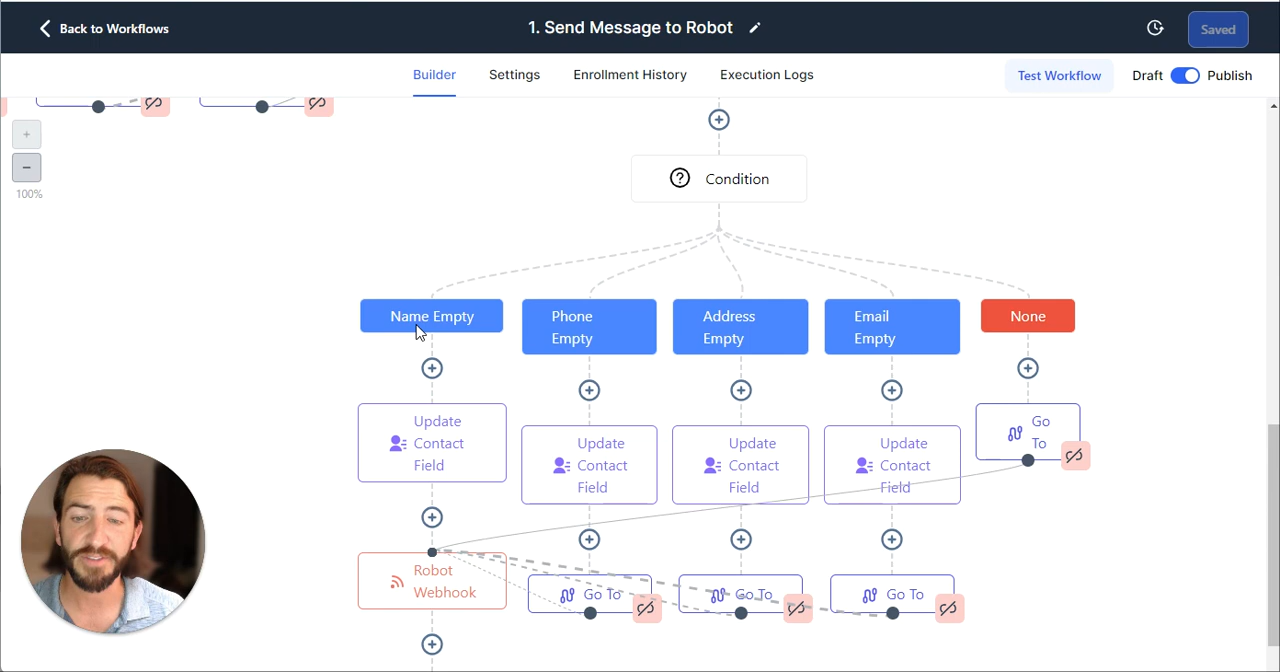 Back to Workflows
1. Send Message to Robot
Saved
Builder
Settings
Enrollment History
Execution Logs
Test Workflow
Draft
Publish
+
−
100%
Condition
Name Empty
Phone
Empty
Address
Empty
Email
Empty
None
Update
Contact
Field
Update
Contact
Field
Update
Contact
Field
Update
Contact
Field
Go
To
Robot
Webhook
Go To
Go To
Go To